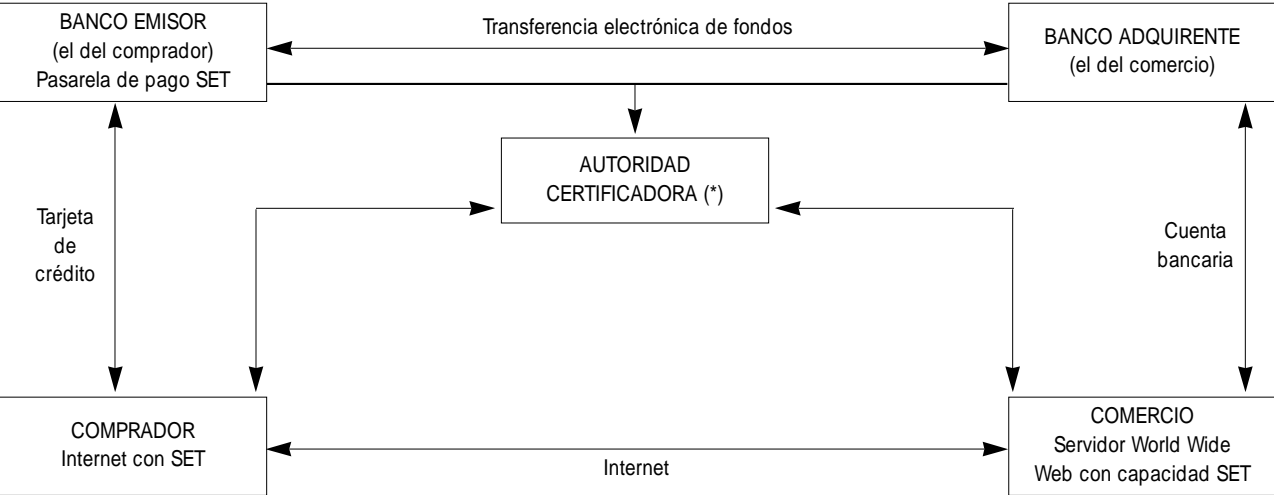 BANCO EMISOR
(el del comprador)
Pasarela de pago SET
Transferencia electrónica de fondos
BANCO ADQUIRENTE
(el del comercio)
AUTORIDAD
CERTIFICADORA (*)
Tarjeta
de
crédito
Cuenta
bancaria
COMPRADOR
Internet con SET
Internet
COMERCIO
Servidor World Wide
Web con capacidad SET